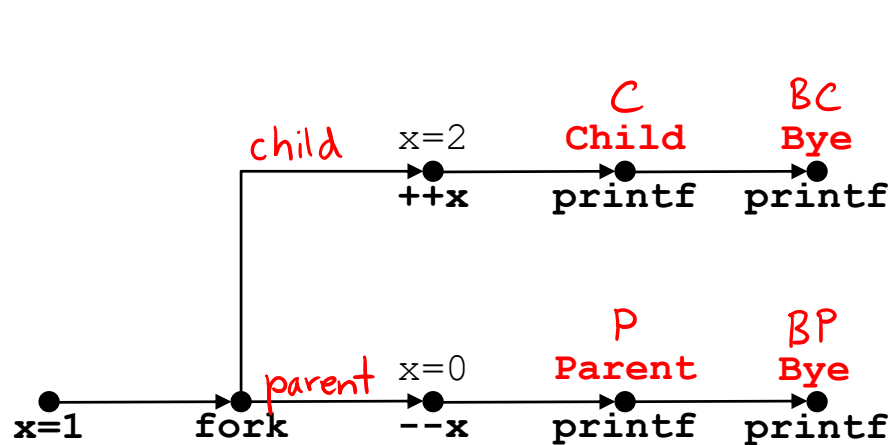 C BC
child x=2 Child Bye
++x printf printf
P BP
parent x=0 Parent Bye
x=1 fork --x printf printf